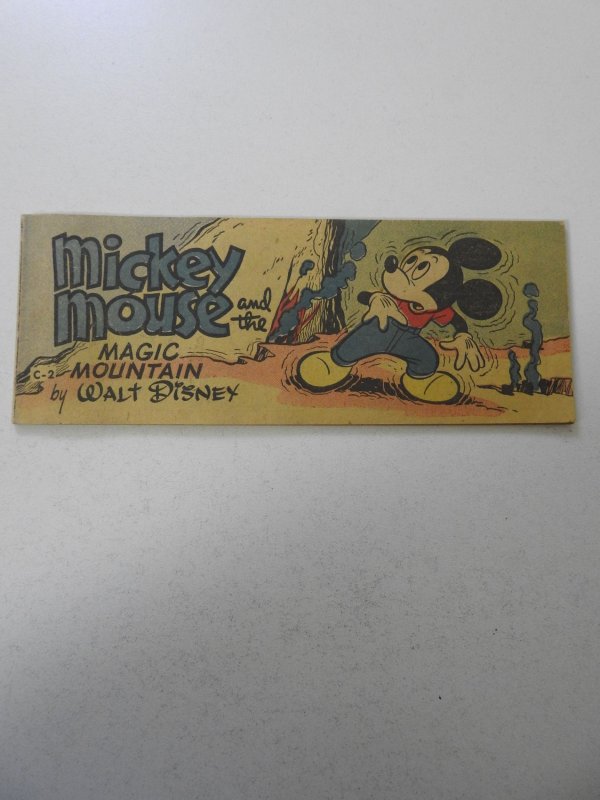 Mickey
Mouse and
the
MAGIC
C-2 MOUNTAIN
by WALT DISNEY